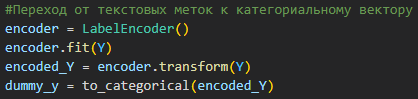 #Переход от текстовых меток к категориальному вектору
encoder = LabelEncoder()
encoder.fit(Y)
encoded_Y = encoder.transform(Y)
dummy_y = to_categorical(encoded_Y)